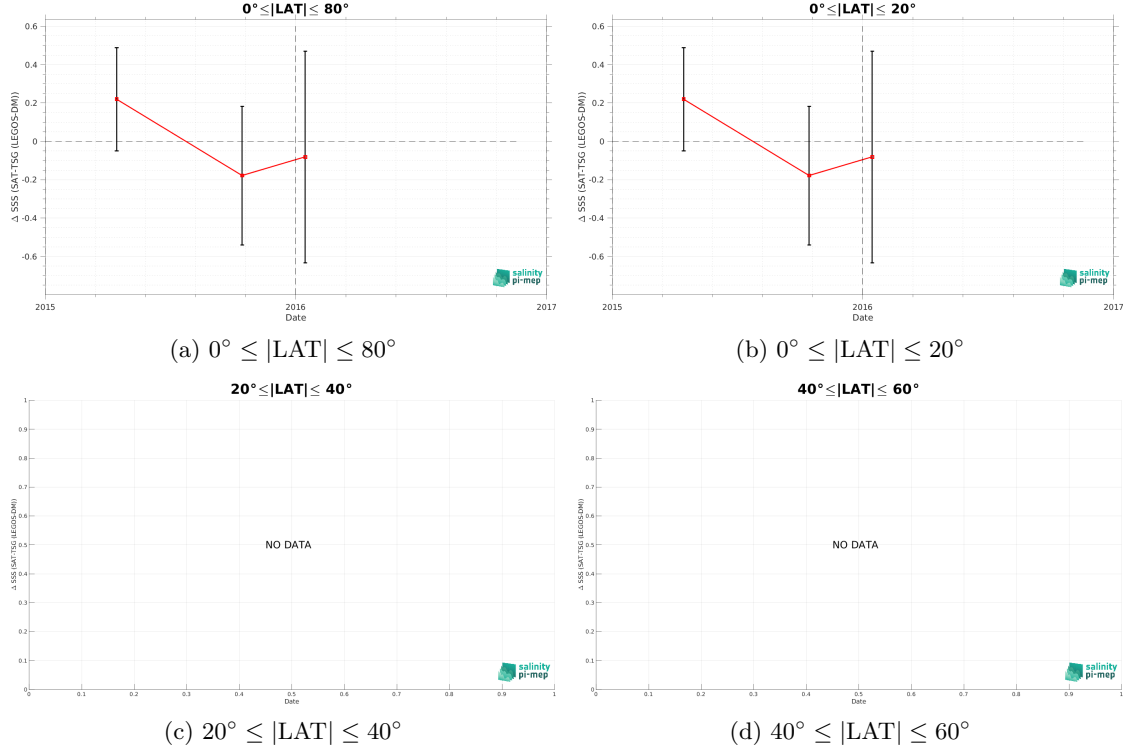 0°≤|LAT|≤ 80°
Δ SSS (SAT-TSG (LEGOS-DM))
0.6
0.4
0.2
0
-0.2
-0.4
-0.6
2015
2016
2017
Date
salinity
pi-mep
(a) 0° ≤ |LAT| ≤ 80°
0°≤|LAT|≤ 20°
Δ SSS (SAT-TSG (LEGOS-DM))
0.6
0.4
0.2
0
-0.2
-0.4
-0.6
2015
2016
2017
Date
salinity
pi-mep
(b) 0° ≤ |LAT| ≤ 20°
20°≤|LAT|≤ 40°
Δ SSS (SAT-TSG (LEGOS-DM))
1
0.9
0.8
0.7
0.6
0.5
0.4
0.3
0.2
0.1
0
NO DATA
0 0.1 0.2 0.3 0.4 0.5 0.6 0.7 0.8 0.9 1
Date
salinity
pi-mep
(c) 20° ≤ |LAT| ≤ 40°
40°≤|LAT|≤ 60°
Δ SSS (SAT-TSG (LEGOS-DM))
1
0.9
0.8
0.7
0.6
0.5
0.4
0.3
0.2
0.1
0
NO DATA
0 0.1 0.2 0.3 0.4 0.5 0.6 0.7 0.8 0.9 1
Date
salinity
pi-mep
(d) 40° ≤ |LAT| ≤ 60°